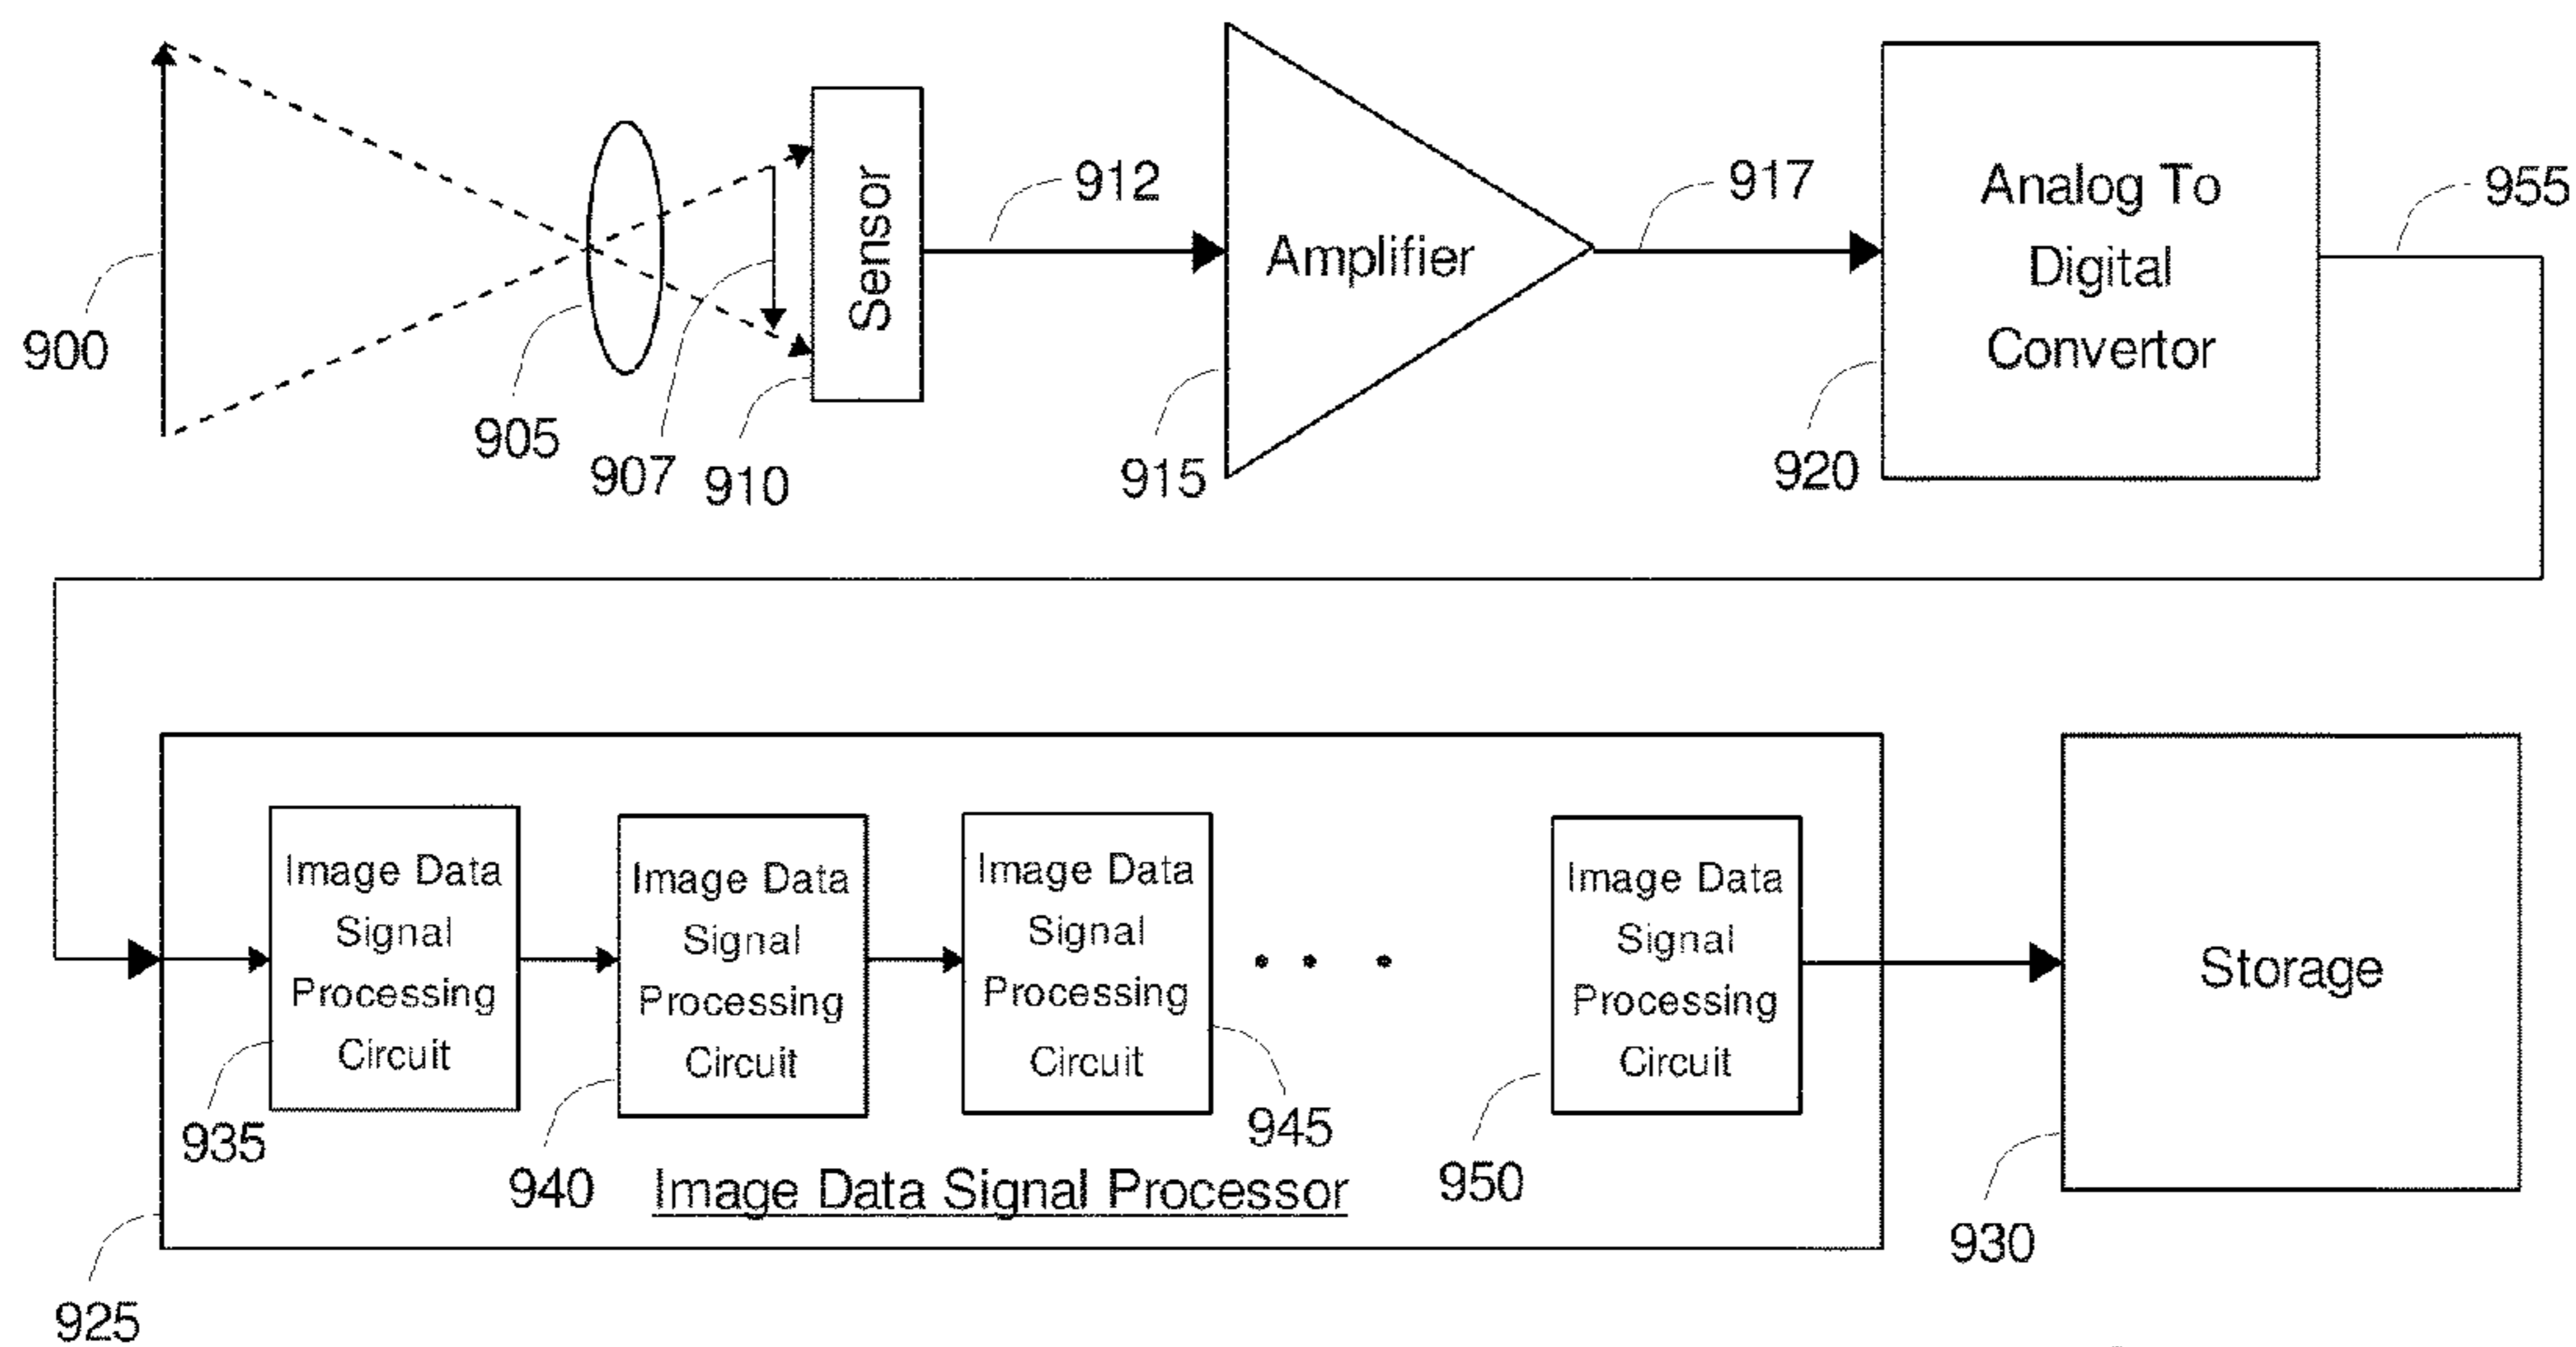 912
917
955
Sensor
Amplifier
Analog To
Digital
Convertor
900
905
907
910
915
920
Image Data
Signal
Processing
Circuit
Image Data
Signal
Processing
Circuit
Image Data
Signal
Processing
Circuit
Image Data
Signal
Processing
Circuit
Storage
935
940
945
950
Image Data Signal Processor
925
930